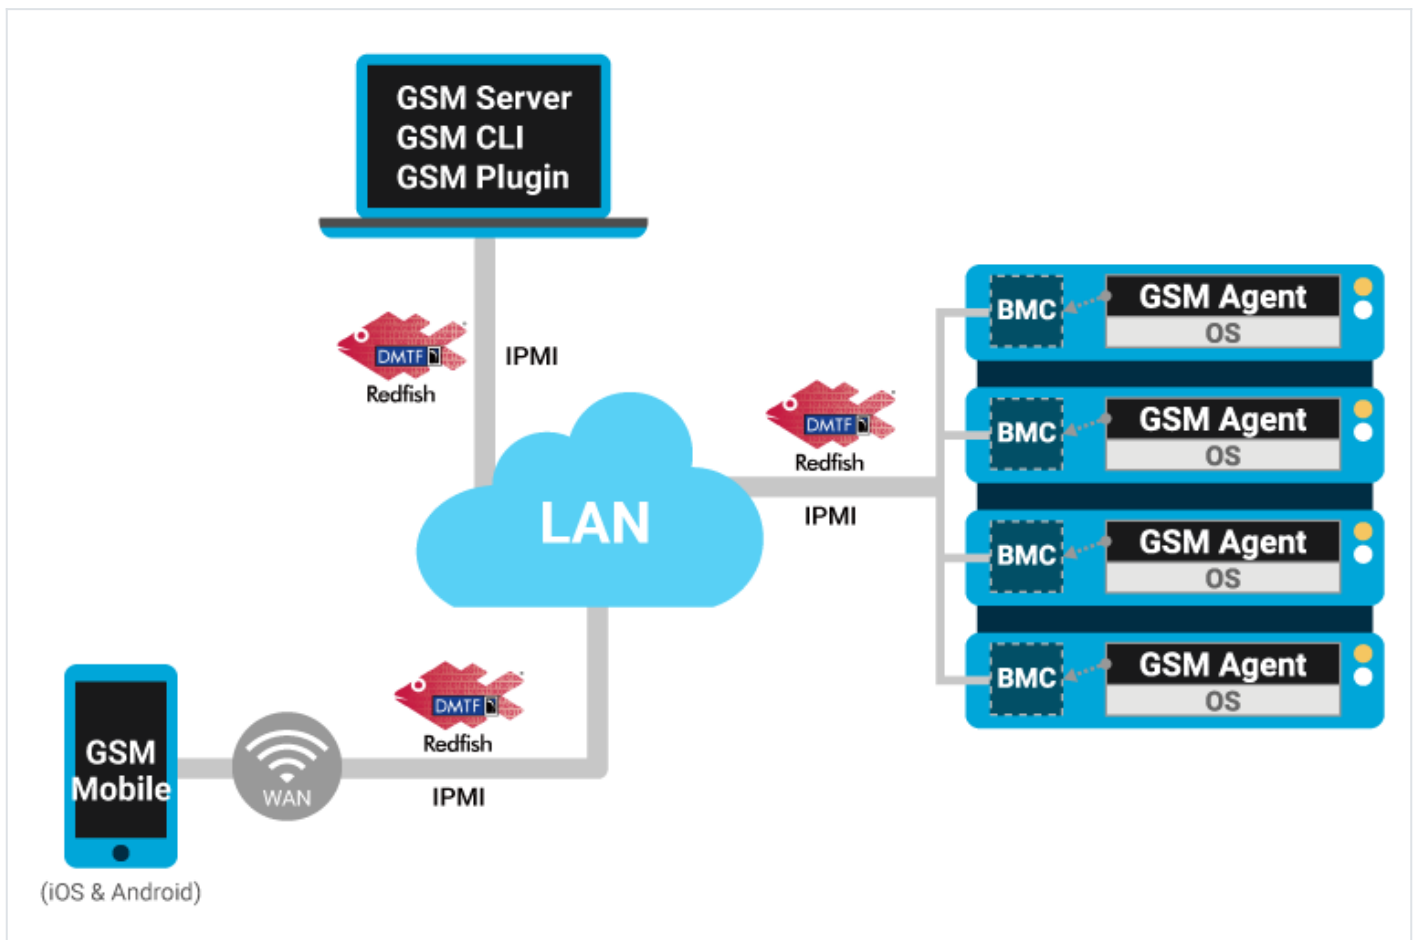 GSM Server
GSM CLI
GSM Plugin
DMTF
Redfish
IPMI
DMTF
Redfish
IPMI
LAN
BMC
GSM Agent
OS
BMC
GSM Agent
OS
BMC
GSM Agent
OS
BMC
GSM Agent
OS
GSM
Mobile
(iOS & Android)
WAN
DMTF
Redfish
IPMI